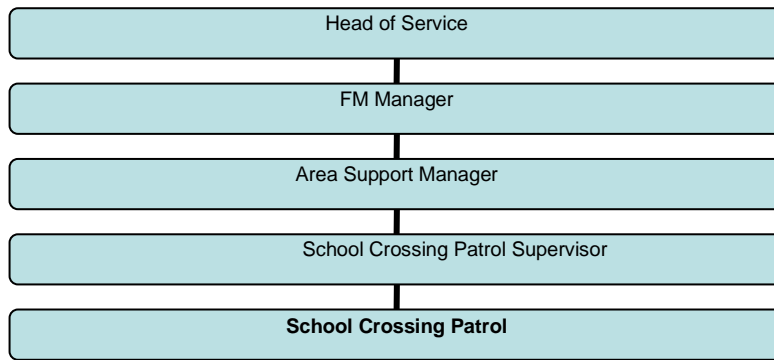 Head of Service
FM Manager
Area Support Manager
School Crossing Patrol Supervisor
School Crossing Patrol